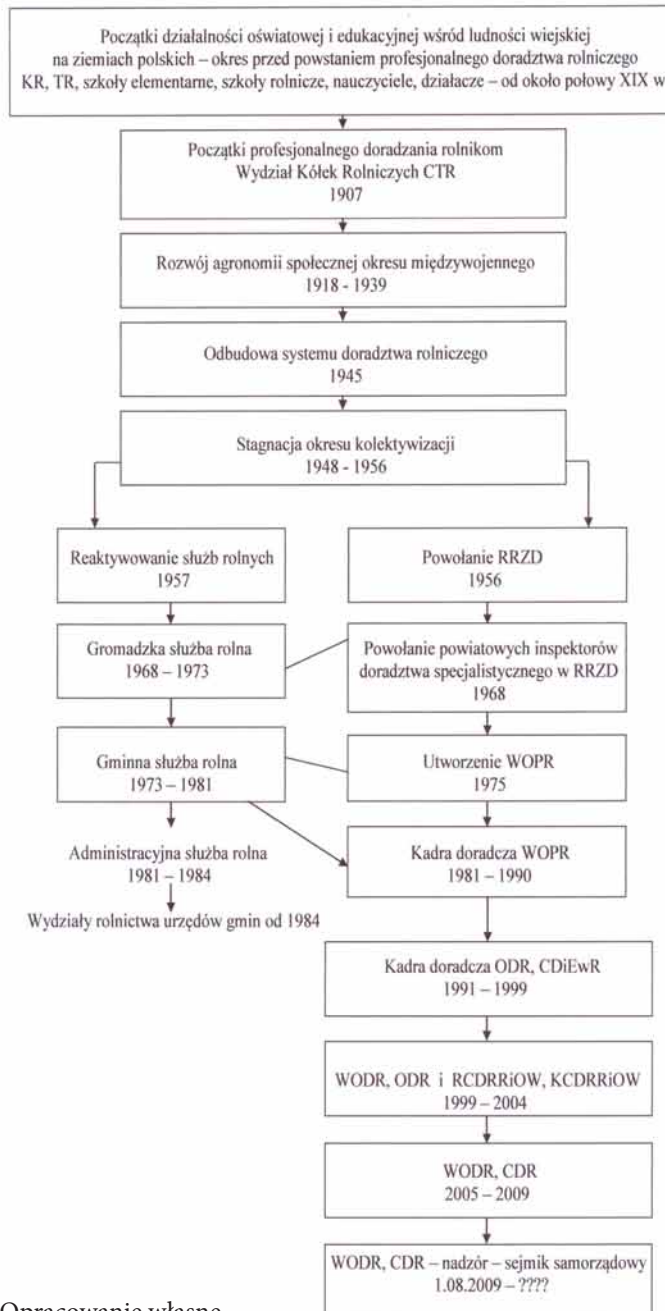 Początki działalności oświatowej i edukacyjnej wśród ludności wiejskiej
na ziemiach polskich – okres przed powstaniem profesjonalnego doradztwa rolniczego
KR, TR, szkoły elementarne, szkoły rolnicze, nauczyciele, działacze – od około połowy XIX w
Początki profesjonalnego doradzania rolnikom
Wydział Kółek Rolniczych CTR
1907
Rozwój agronomii społecznej okresu międzywojennego
1918 - 1939
Odbudowa systemu doradztwa rolniczego
1945
Stagnacja okresu kolektywizacji
1948 - 1956
Reaktywowanie służb rolnych
1957
Powołanie RRZD
1956
Gromadzka służba rolna
1968 – 1973
Powołanie powiatowych inspektorów
doradztwa specjalistycznego w RRZD
1968
Gminna służba rolna
1973 – 1981
Utworzenie WOPR
1975
Administracyjna służba rolna
1981 – 1984
Kadra doradcza WOPR
1981 – 1990
Wydziały rolnictwa urzędów gmin od 1984
Kadra doradcza ODR, CDiEwR
1991 – 1999
WODR, ODR i RCDRRiOW, KCDRRiOW
1999 – 2004
WODR, CDR
2005 – 2009
WODR, CDR – nadzór – sejmik samorządowy
1.08.2009 – ????
Opracowanie własne